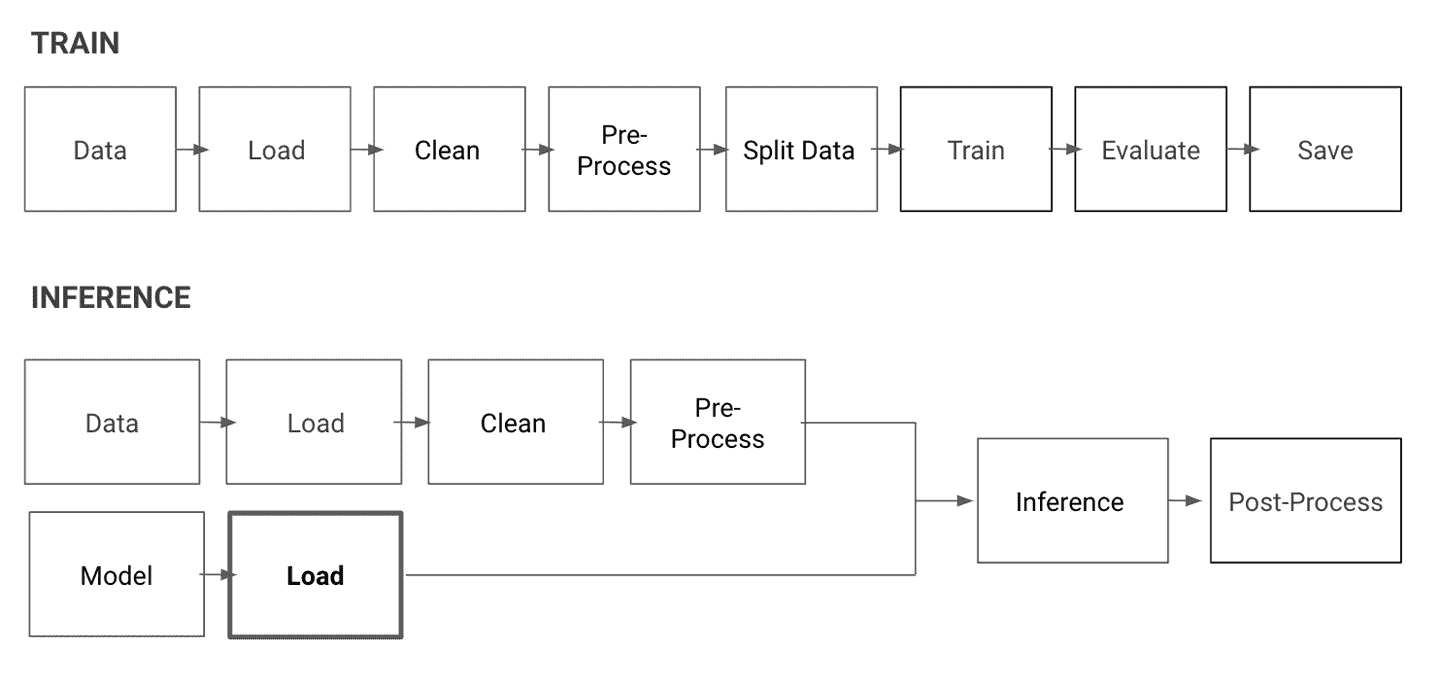 TRAIN
Data
Load
Clean
Pre-
Process
Split Data
Train
Evaluate
Save
INFERENCE
Data
Load
Clean
Pre-
Process
Inference
Post-Process
Model
Load